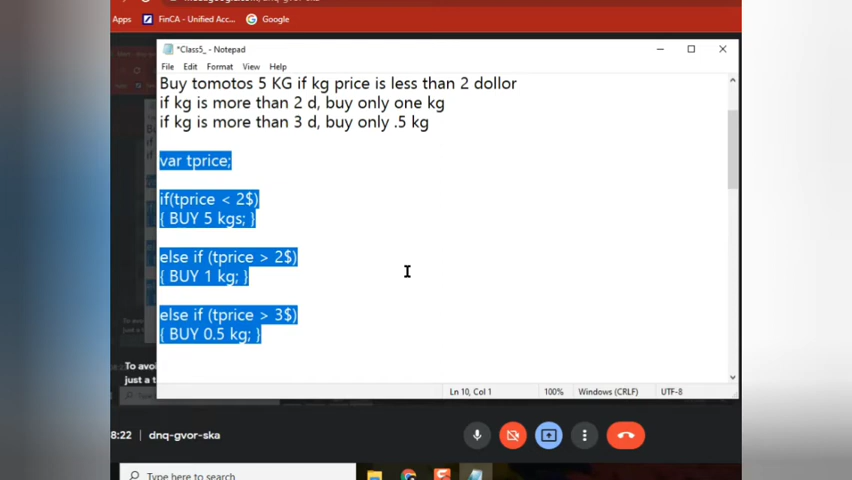 Apps FinCA - Unified Acc... Google
*Class5_ - Notepad
File Edit Format View Help
Buy tomotos 5 KG if kg price is less than 2 dollor
if kg is more than 2 d, buy only one kg
if kg is more than 3 d, buy only .5 kg
var tprice;
if(tprice < 2$)
{ BUY 5 kgs; }
else if (tprice > 2$)
{ BUY 1 kg; }
else if (tprice > 3$)
{ BUY 0.5 kg; }
To avoi
just a t
Ln 10, Col 1 100% Windows (CRLF) UTF-8
8:22 dnq-gvor-ska
Type here to search